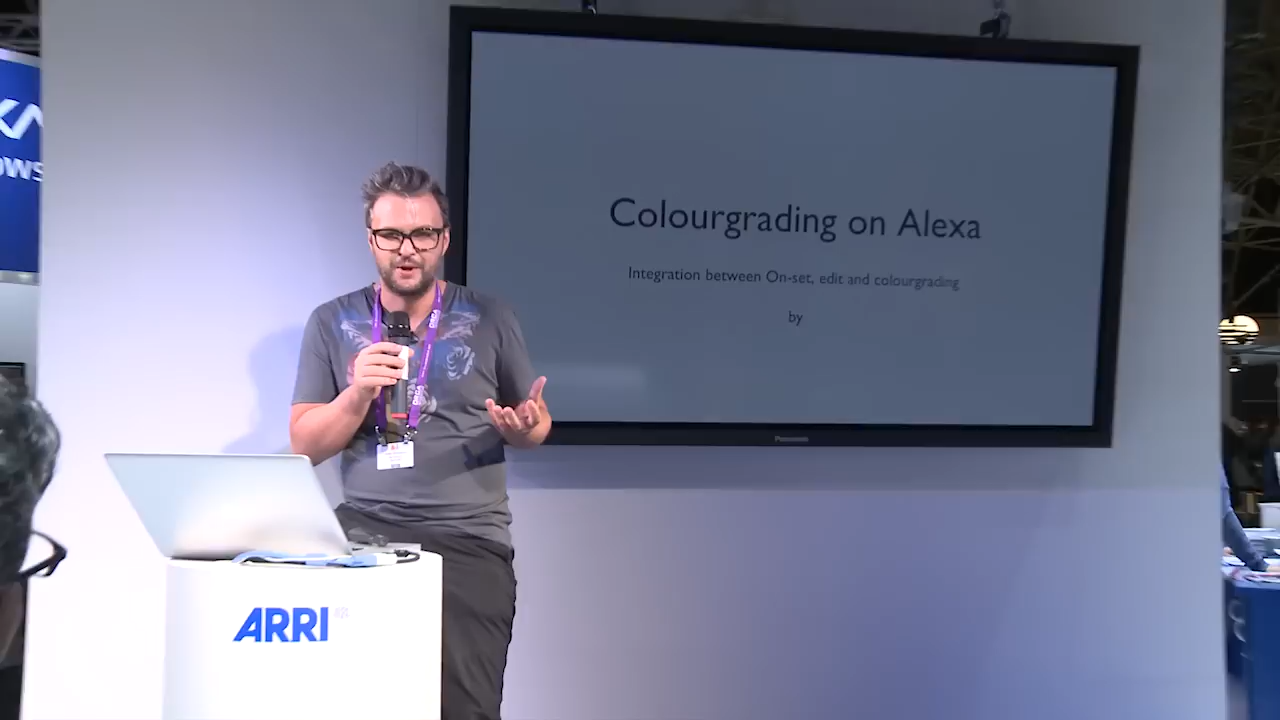 Colourgrading on Alexa
Integration between On-set, edit and colourgrading
by
Panasonic
ARRI